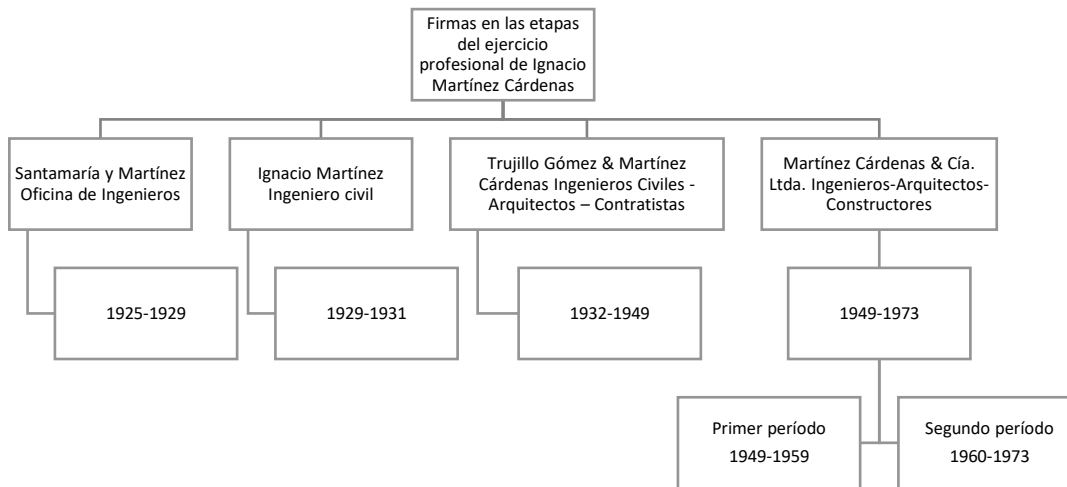 Firmas en las etapas
del ejercicio
profesional de Ignacio
Martínez Cárdenas
Santamaría y Martínez
Oficina de Ingenieros
Ignacio Martínez
Ingeniero civil
Trujillo Gómez & Martínez
Cárdenas Ingenieros Civiles -
Arquitectos – Contratistas
Martínez Cárdenas & Cía.
Ltda. Ingenieros-Arquitectos-
Constructores
1925-1929
1929-1931
1932-1949
1949-1973
Primer período
1949-1959
Segundo período
1960-1973